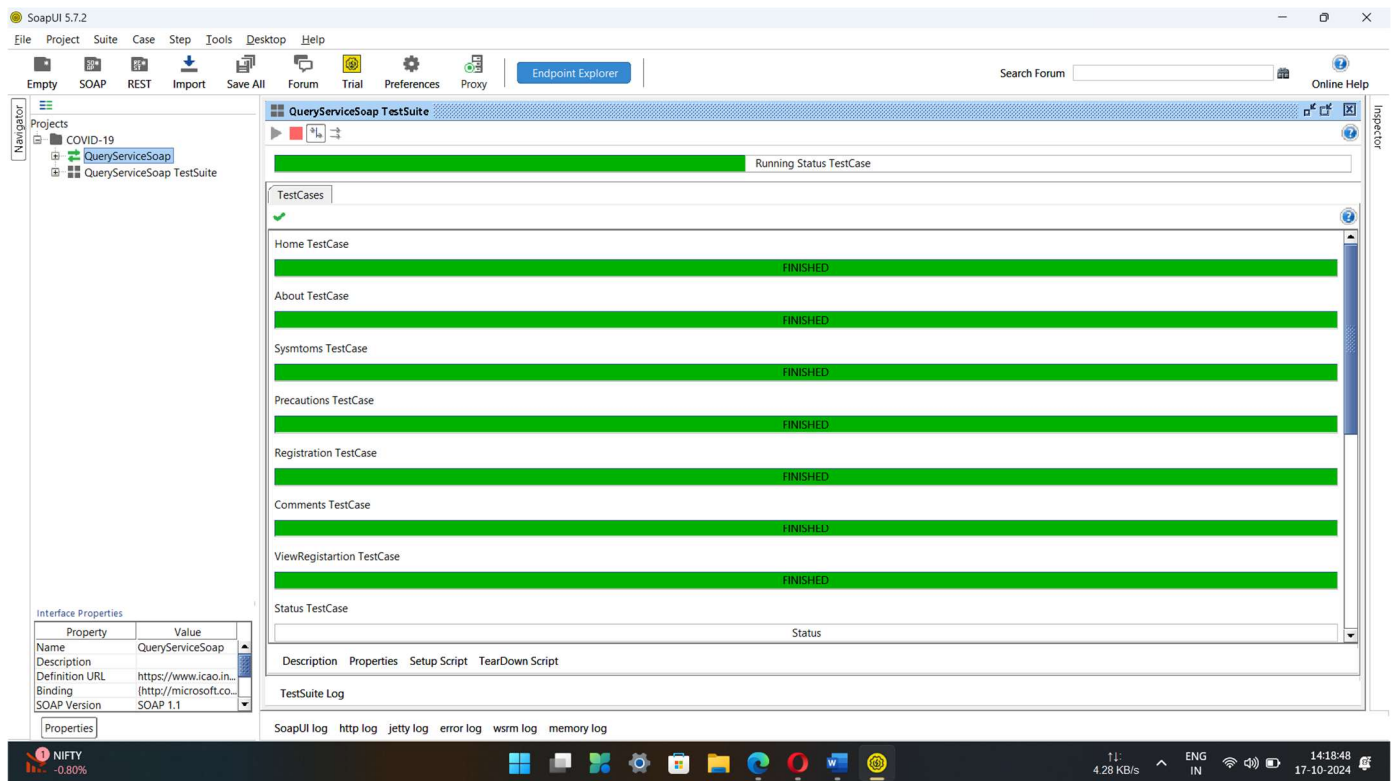 SoapUI 5.7.2
File Project Suite Case Step Tools Desktop Help
Empty SOAP REST Import Save All Forum Trial Preferences Proxy Endpoint Explorer Search Forum Online Help
Navigator
Projects
COVID-19
QueryServiceSoap
QueryServiceSoap TestSuite
QueryServiceSoap TestSuite
Running Status TestCase
TestCases
Home TestCase
FINISHED
About TestCase
FINISHED
Sysmtoms TestCase
FINISHED
Precautions TestCase
FINISHED
Registration TestCase
FINISHED
Comments TestCase
FINISHED
ViewRegistartion TestCase
FINISHED
Status TestCase
Status
Description Properties Setup Script TearDown Script
TestSuite Log
SoapUI log http log jetty log error log wsrm log memory log
Inspector
Interface Properties
Property Value
Name QueryServiceSoap
Description
Definition URL https://www.icao.in...
Binding {http://microsoft.co...
SOAP Version SOAP 1.1
Properties
1
NIFTY
-0.80%
4.28 KB/s
ENG
IN
14:18:48
17-10-2024